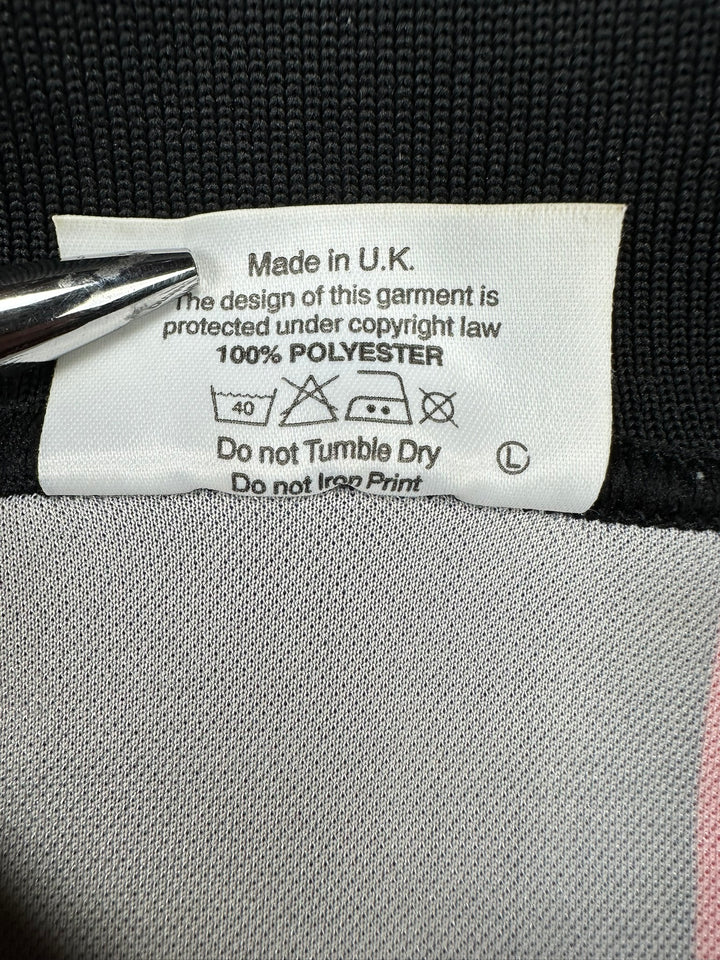 Made in U.K.
The design of this garment is
protected under copyright law
100% POLYESTER
40
Do not Tumble Dry
L
Do not Iron Print